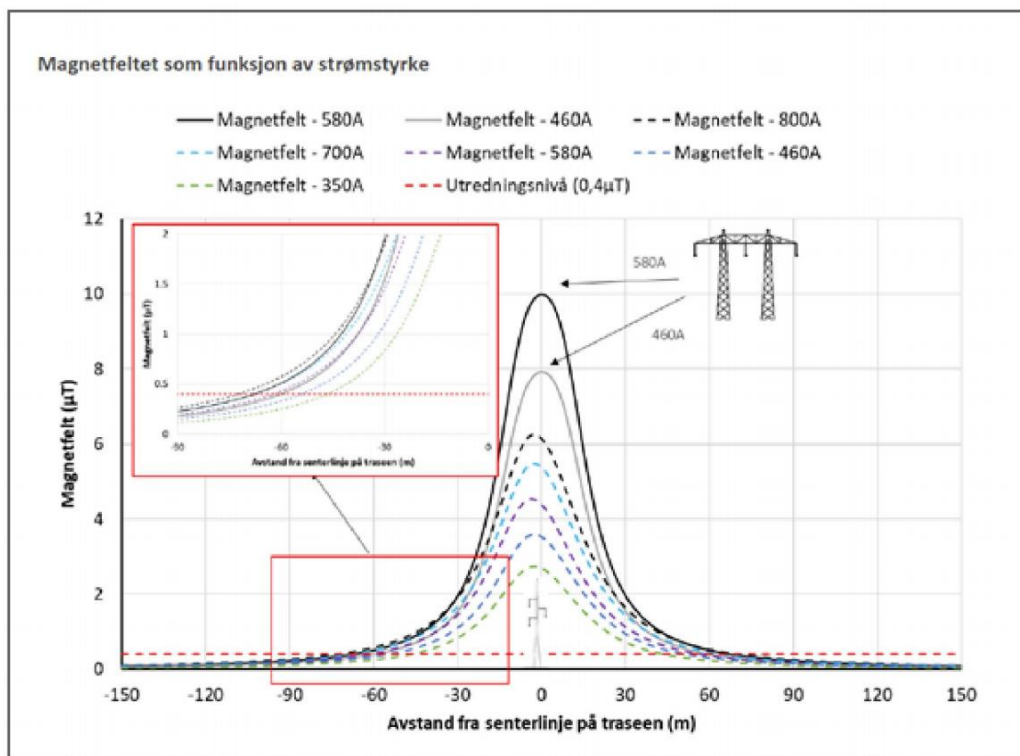 Magnetfeltet som funksjon av strømstyrke
Magnetfelt - 580A
Magnetfelt - 460A
Magnetfelt - 800A
Magnetfelt - 700A
Magnetfelt - 580A
Magnetfelt - 460A
Magnetfelt - 350A
Utredningsnivå (0,4µT)
12
10
8
6
4
2
0
Magnetfelt (µT)
2
1.5
1
0.5
0
Magnetfelt (µT)
-90
-60
-30
-0
Avstand fra senterlinje på traseen (m)
580A
460A
-150
-120
-90
-60
-30
0
30
60
90
120
150
Avstand fra senterlinje på traseen (m)